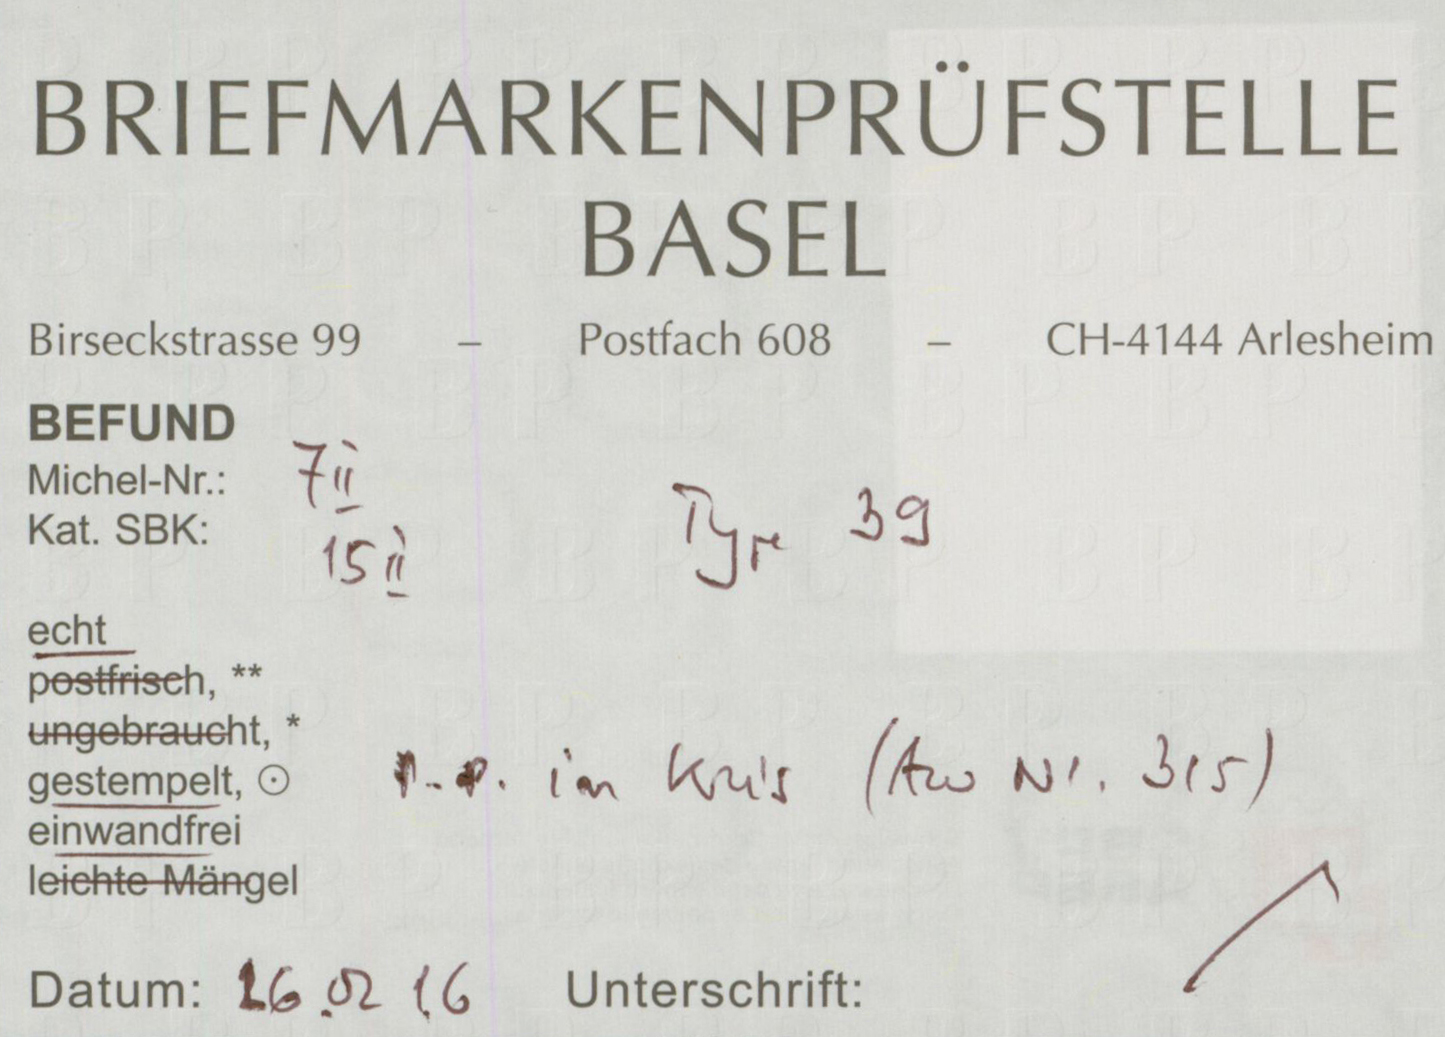 BRIEFMARKENPRÜFSTELLE
BASEL
Birseckstrasse 99 – Postfach 608 – CH-4144 Arlesheim
BEFUND
Michel-Nr.: 7II
Kat. SBK: 15II Type 39
echt
postfrisch, **
ungebraucht, *
gestempelt, ⊙ P.P. im Kreis (AW Nr. 315)
einwandfrei
leichte Mängel
Datum: 26.02 16 Unterschrift: